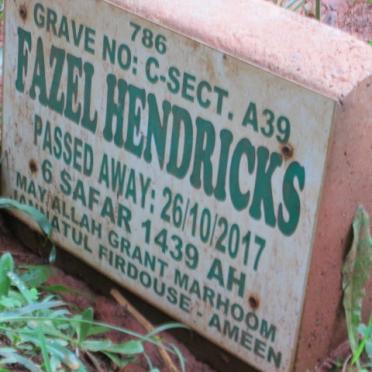 786
GRAVE NO: C-SECT. A39
FAZEL HENDRICKS
PASSED AWAY: 26/10/2017
6 SAFAR 1439 AH
MAY ALLAH GRANT MARHOOM
JANNATUL FIRDOUSE - AMEEN